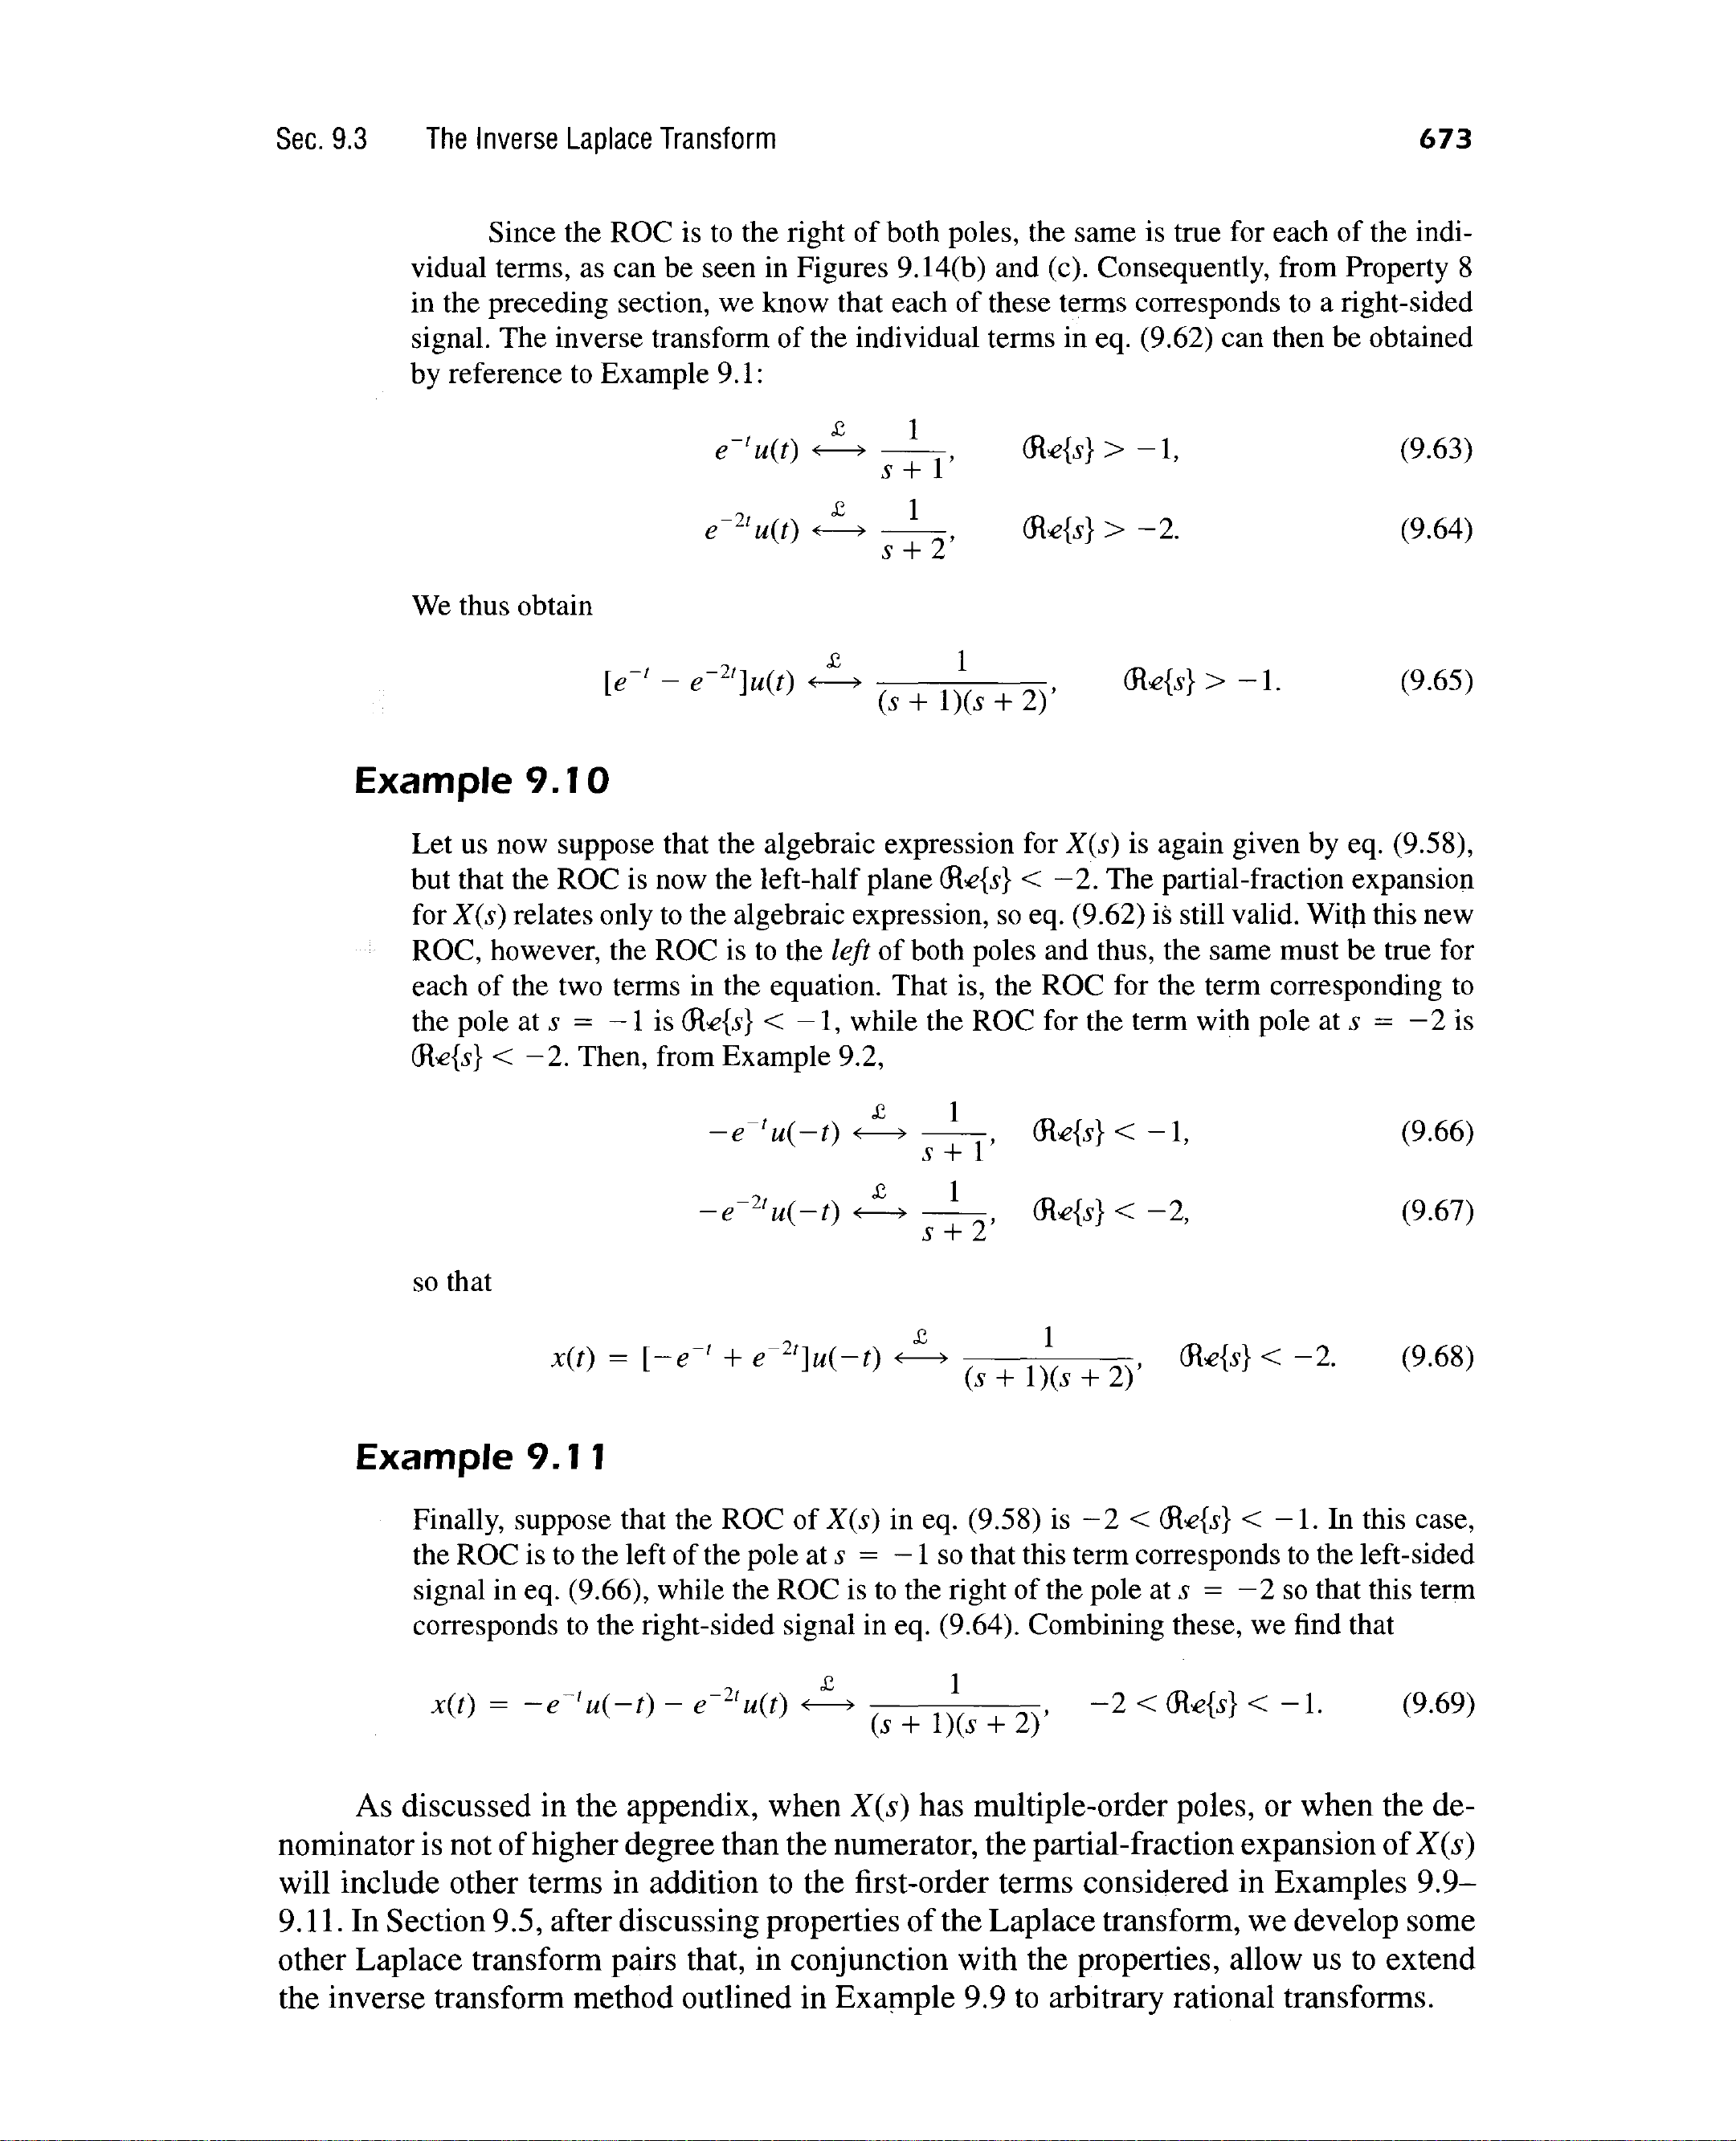 Sec. 9.3 The Inverse Laplace Transform 673
Since the ROC is to the right of both poles, the same is true for each of the indi-
vidual terms, as can be seen in Figures 9.14(b) and (c). Consequently, from Property 8
in the preceding section, we know that each of these terms corresponds to a right-sided
signal. The inverse transform of the individual terms in eq. (9.62) can then be obtained
by reference to Example 9.1:
$e^{-t}u(t) \overset{\mathcal{L}}{\longleftrightarrow} \frac{1}{s+1}, \quad \mathcal{R}e\{s\} > -1, \quad (9.63)$
$e^{-2t}u(t) \overset{\mathcal{L}}{\longleftrightarrow} \frac{1}{s+2}, \quad \mathcal{R}e\{s\} > -2. \quad (9.64)$
We thus obtain
$[e^{-t} - e^{-2t}]u(t) \overset{\mathcal{L}}{\longleftrightarrow} \frac{1}{(s+1)(s+2)}, \quad \mathcal{R}e\{s\} > -1. \quad (9.65)$
Example 9.10
Let us now suppose that the algebraic expression for X(s) is again given by eq. (9.58),
but that the ROC is now the left-half plane ℛe{s} < −2. The partial-fraction expansion
for X(s) relates only to the algebraic expression, so eq. (9.62) is still valid. With this new
ROC, however, the ROC is to the left of both poles and thus, the same must be true for
each of the two terms in the equation. That is, the ROC for the term corresponding to
the pole at s = −1 is ℛe{s} < −1, while the ROC for the term with pole at s = −2 is
ℛe{s} < −2. Then, from Example 9.2,
$-e^{-t}u(-t) \overset{\mathcal{L}}{\longleftrightarrow} \frac{1}{s+1}, \quad \mathcal{R}e\{s\} < -1, \quad (9.66)$
$-e^{-2t}u(-t) \overset{\mathcal{L}}{\longleftrightarrow} \frac{1}{s+2}, \quad \mathcal{R}e\{s\} < -2, \quad (9.67)$
so that
$x(t) = [-e^{-t} + e^{-2t}]u(-t) \overset{\mathcal{L}}{\longleftrightarrow} \frac{1}{(s+1)(s+2)}, \quad \mathcal{R}e\{s\} < -2. \quad (9.68)$
Example 9.11
Finally, suppose that the ROC of X(s) in eq. (9.58) is −2 < ℛe{s} < −1. In this case,
the ROC is to the left of the pole at s = −1 so that this term corresponds to the left-sided
signal in eq. (9.66), while the ROC is to the right of the pole at s = −2 so that this term
corresponds to the right-sided signal in eq. (9.64). Combining these, we find that
$x(t) = -e^{-t}u(-t) - e^{-2t}u(t) \overset{\mathcal{L}}{\longleftrightarrow} \frac{1}{(s+1)(s+2)}, \quad -2 < \mathcal{R}e\{s\} < -1. \quad (9.69)$
As discussed in the appendix, when X(s) has multiple-order poles, or when the de-
nominator is not of higher degree than the numerator, the partial-fraction expansion of X(s)
will include other terms in addition to the first-order terms considered in Examples 9.9–
9.11. In Section 9.5, after discussing properties of the Laplace transform, we develop some
other Laplace transform pairs that, in conjunction with the properties, allow us to extend
the inverse transform method outlined in Example 9.9 to arbitrary rational transforms.